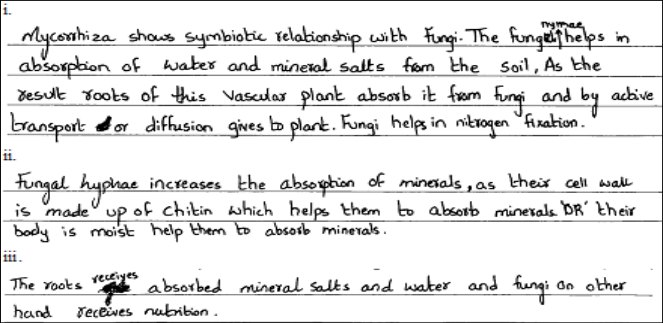 i.
Mycorrhiza shows symbiotic relationship with Fungi. The fungal helps in
absorption of water and mineral salts from the soil, As the
result roots of this vascular plant absorb it from fungi and by active
transport or diffusion gives to plant. Fungi helps in nitrogen fixation.
ii.
Fungal hyphae increases the absorption of minerals, as their cell wall
is made up of chitin which helps them to absorb minerals 'OR' their
body is moist help them to absorb minerals.
iii.
The roots receives absorbed mineral salts and water and fungi on other
hand receives nutrition.